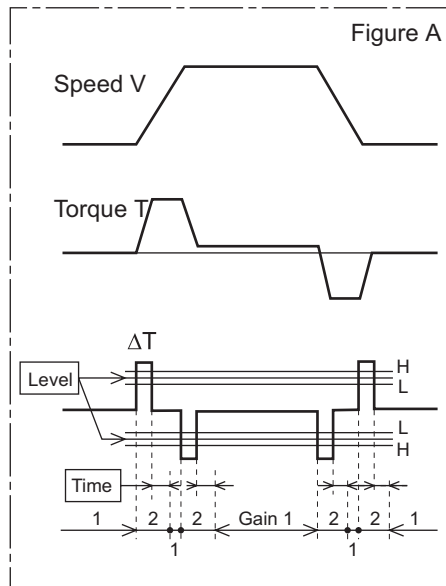 Figure A
Speed V
Torque T
ΔT
H
Level
L
L
H
Time
1 2 2 Gain 1 2 2 1
1 1